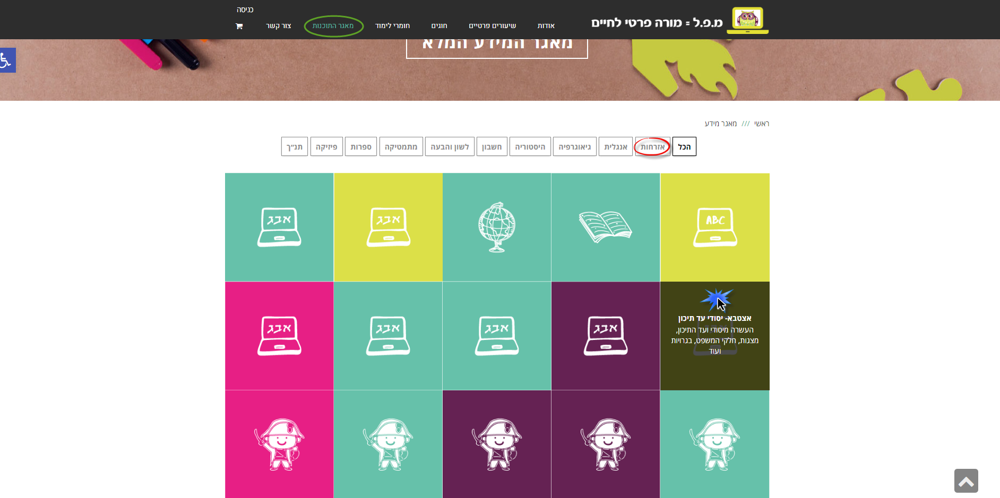 כניסה
מ.פ.ל = מורה פרטי לחיים
אודות
שיעורים פרטיים
חוגים
חומרי לימוד
מאגר התוכנות
צור קשר
מאגר המידע המלא
ראשי /// מאגר מידע
הכל
אזרחות
אנגלית
גיאוגרפיה
היסטוריה
חשבון
לשון והבעה
מתמטיקה
ספרות
פיזיקה
תנ״ך
ABC
אבג
אבג
אצטבא- יסודי עד תיכון
העשרה מיסודי ועד התיכון,
מצגות, חלקי המשפט, בגרויות
ועוד
אבג
אבג
אבג
אבג